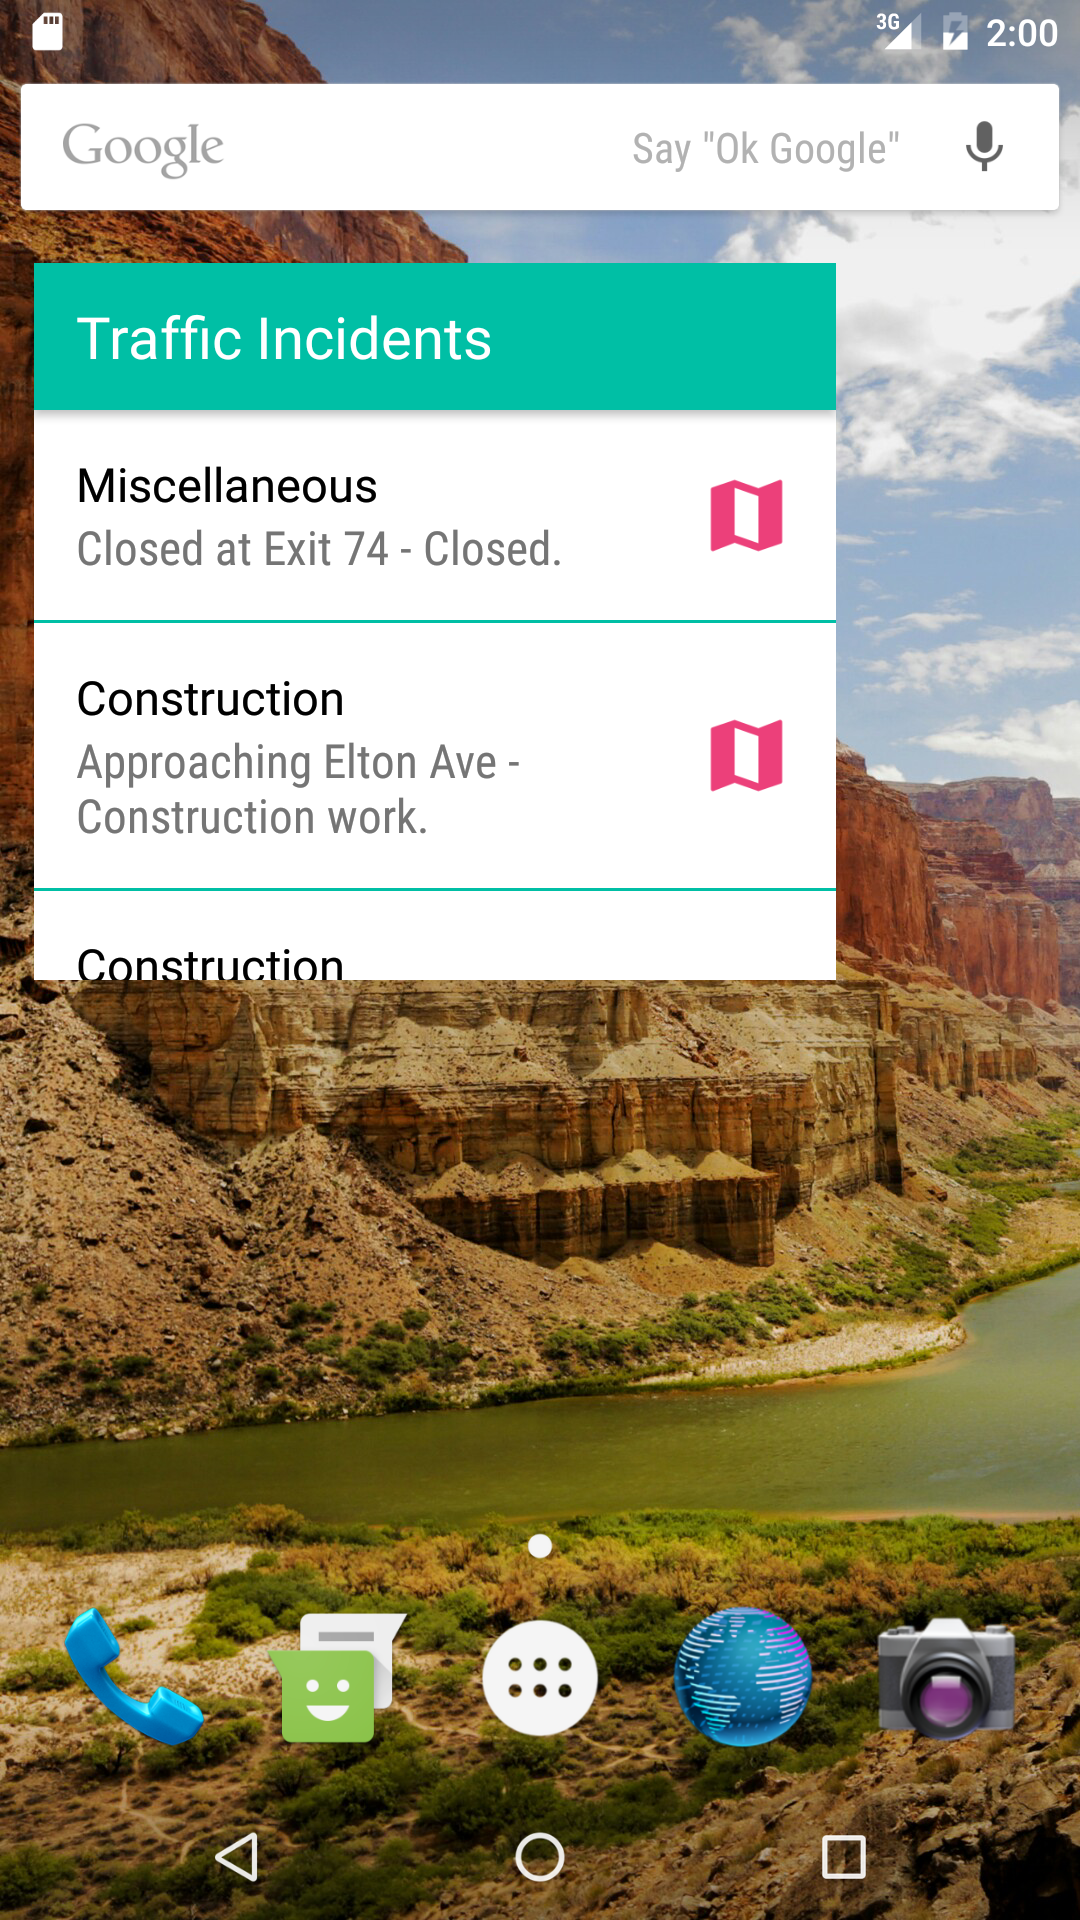 3G 2:00
Google Say "Ok Google"
Traffic Incidents
Miscellaneous
Closed at Exit 74 - Closed.
Construction
Approaching Elton Ave -
Construction work.
Construction